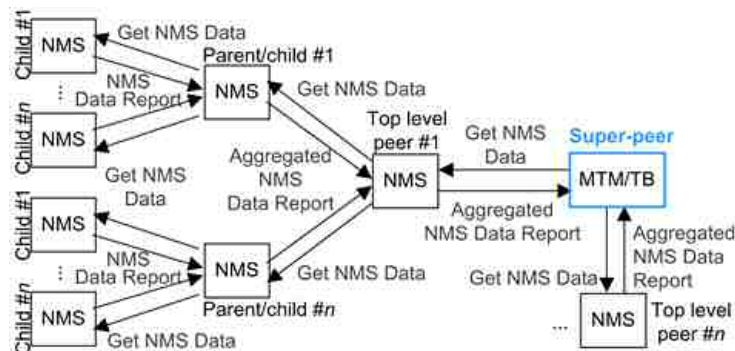 Child #1
NMS
Get NMS Data
Parent/child #1
NMS
NMS
Data Report
...
Child #n
NMS
Get NMS Data
Top level
peer #1
NMS
Aggregated
NMS
Data Report
Get NMS
Data
Super-peer
MTM/TB
Aggregated
NMS Data Report
Get NMS
Data
Child #1
NMS
NMS
Data Report
...
NMS
Parent/child #n
Get NMS Data
Child #n
NMS
Get NMS Data
Get NMS Data
Aggregated
NMS Data
Report
...
NMS
Top level
peer #n